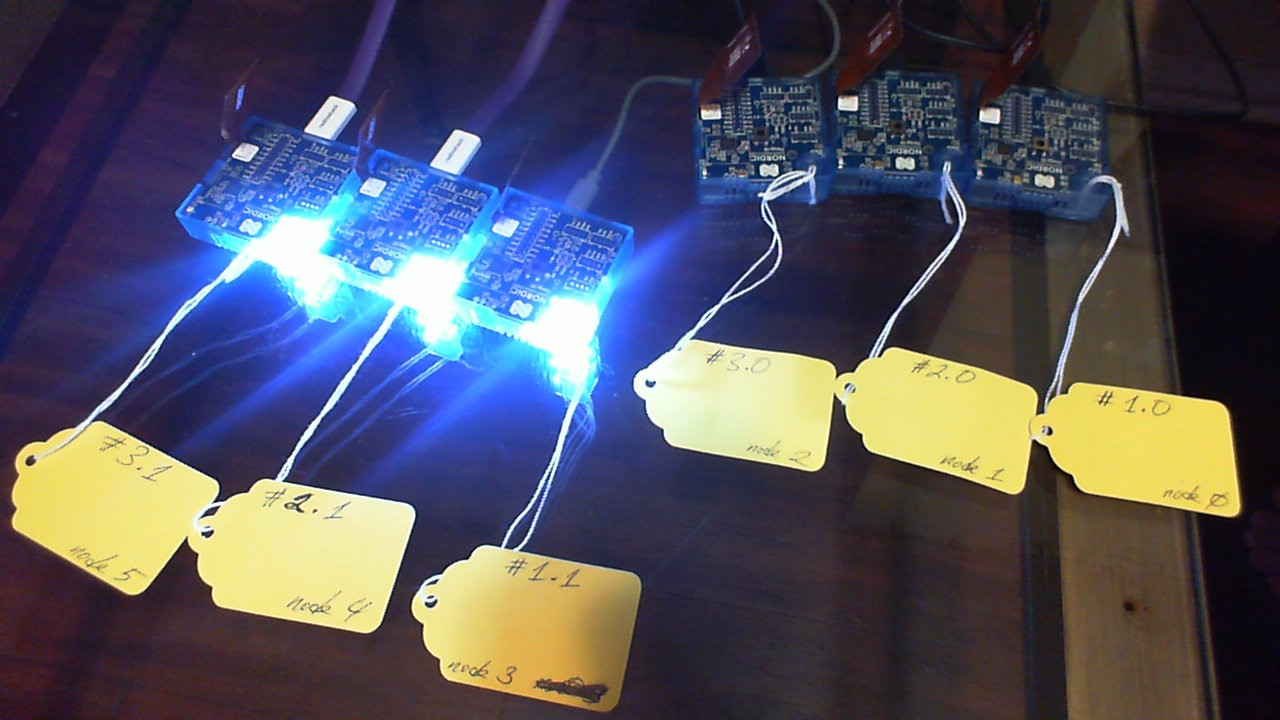 NORDIC
NORDIC
NORDIC
NORDIC
NORDIC
NORDIC
#3.0
node 2
#2.0
node 1
#1.0
node 0
#3.1
node 5
#2.1
node 4
#1.1
node 3